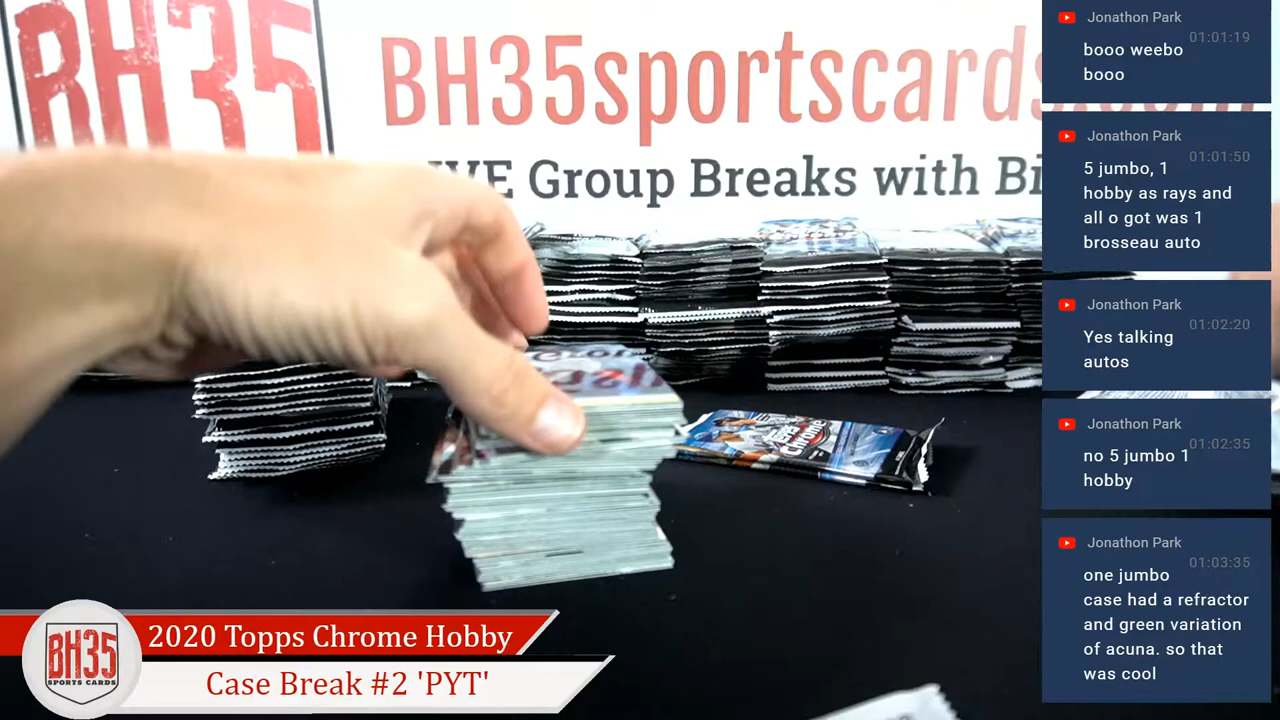 BH35
BH35sportscards.com
LIVE Group Breaks with Bi
Jonathon Park
01:01:19
booo weebo
booo
Jonathon Park
01:01:50
5 jumbo, 1
hobby as rays and
all o got was 1
brosseau auto
Jonathon Park
01:02:20
Yes talking
autos
Jonathon Park
01:02:35
no 5 jumbo 1
hobby
Jonathon Park
01:03:35
one jumbo
case had a refractor
and green variation
of acuna. so that
was cool
Topps
Chrome
BH35
SPORTS CARDS
2020 Topps Chrome Hobby
Case Break #2 'PYT'